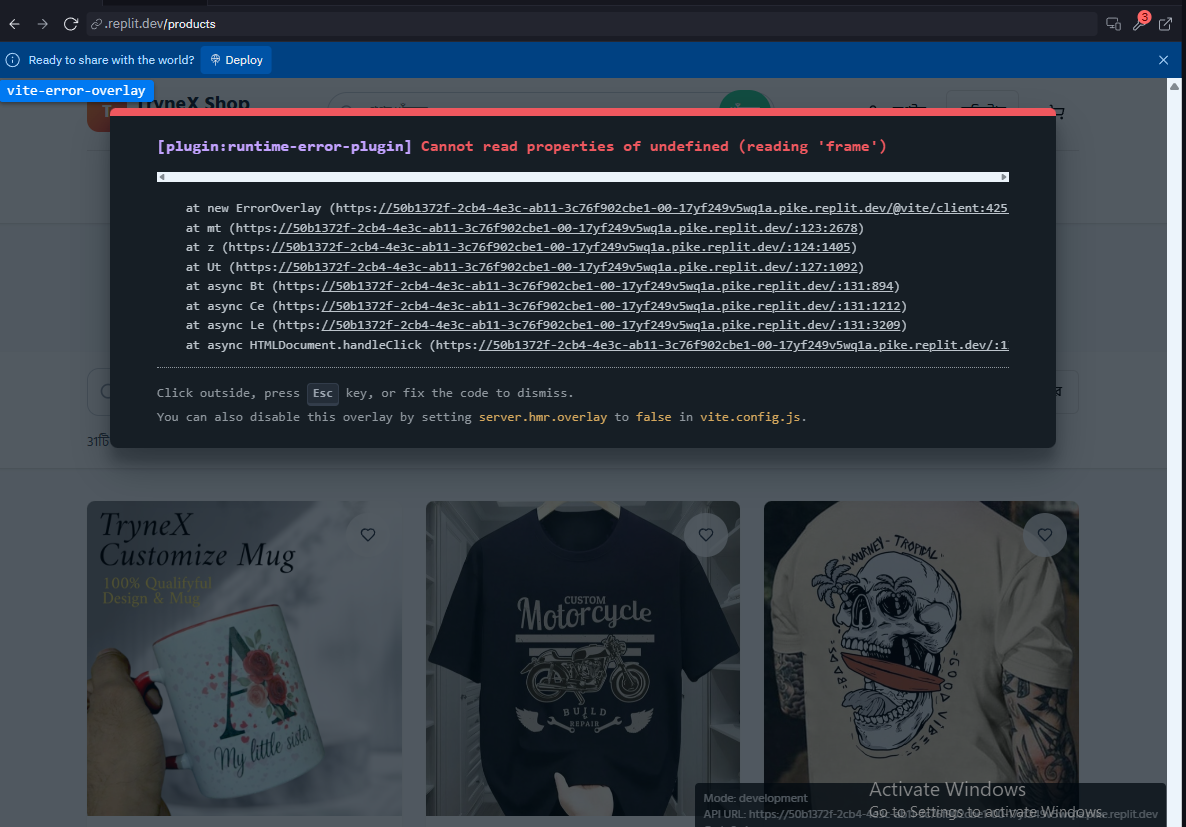 .replit.dev/products
3
Ready to share with the world?
Deploy
vite-error-overlay
TryneX Shop
T
[plugin:runtime-error-plugin] Cannot read properties of undefined (reading 'frame')
at new ErrorOverlay (https://50b1372f-2cb4-4e3c-ab11-3c76f902cbe1-00-17yf249v5wq1a.pike.replit.dev/@vite/client:425
at mt (https://50b1372f-2cb4-4e3c-ab11-3c76f902cbe1-00-17yf249v5wq1a.pike.replit.dev/:123:2678)
at z (https://50b1372f-2cb4-4e3c-ab11-3c76f902cbe1-00-17yf249v5wq1a.pike.replit.dev/:124:1405)
at Ut (https://50b1372f-2cb4-4e3c-ab11-3c76f902cbe1-00-17yf249v5wq1a.pike.replit.dev/:127:1092)
at async Bt (https://50b1372f-2cb4-4e3c-ab11-3c76f902cbe1-00-17yf249v5wq1a.pike.replit.dev/:131:894)
at async Ce (https://50b1372f-2cb4-4e3c-ab11-3c76f902cbe1-00-17yf249v5wq1a.pike.replit.dev/:131:1212)
at async Le (https://50b1372f-2cb4-4e3c-ab11-3c76f902cbe1-00-17yf249v5wq1a.pike.replit.dev/:131:3209)
at async HTMLDocument.handleClick (https://50b1372f-2cb4-4e3c-ab11-3c76f902cbe1-00-17yf249v5wq1a.pike.replit.dev/:1
Click outside, press Esc key, or fix the code to dismiss.
You can also disable this overlay by setting server.hmr.overlay to false in vite.config.js.
৩১টি
TryneX
Customize Mug
100% Qualifyful
Design & Mug
A
My little sister
CUSTOM
Motorcycle
BUILD
REPAIR
JOURNEY - TROPICAL
GOOD VIBES
Mode: development
API URL: https://50b1372f-2cb4-4e3c-ab11-3c76f902cbe1-00-17yf249v5wq1a.pike.replit.dev
Activate Windows
Go to Settings to activate Windows.